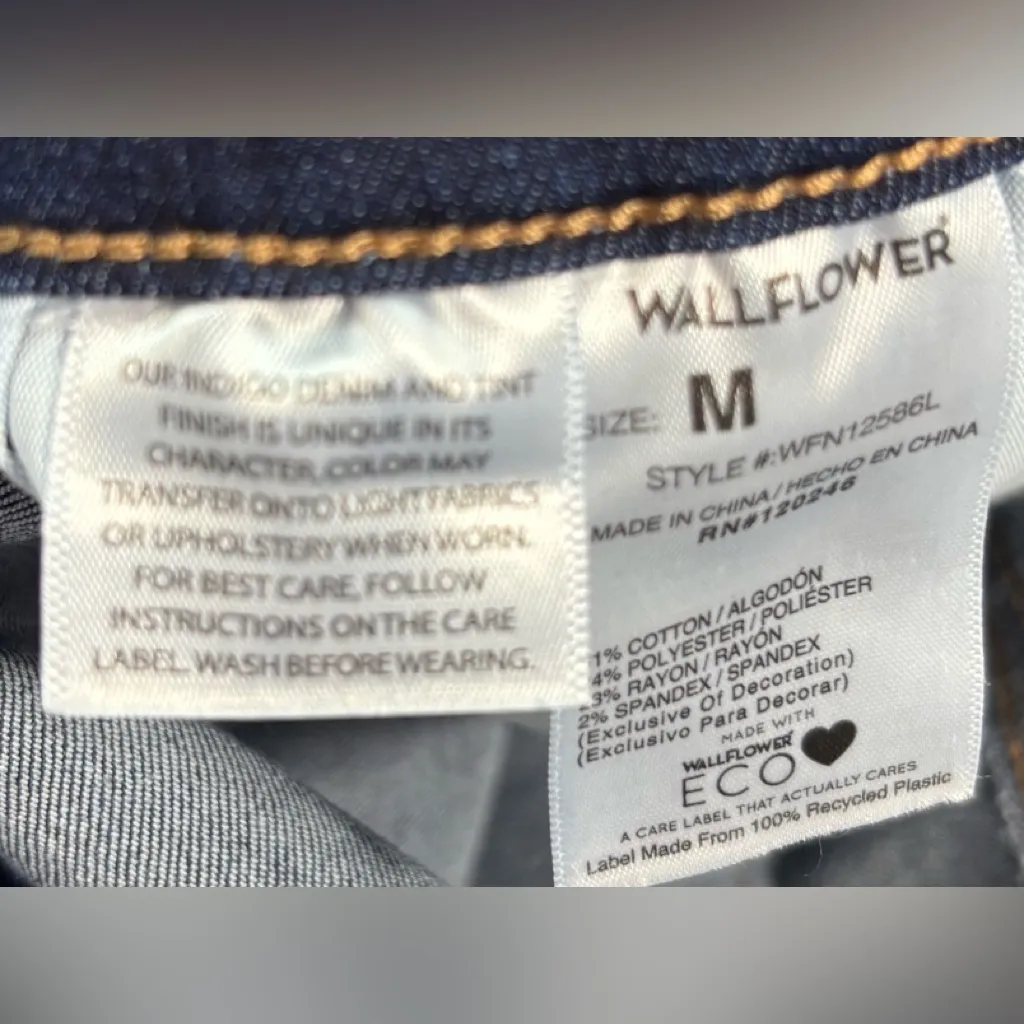 OUR INDIGO DENIM AND TINT
FINISH IS UNIQUE IN ITS
CHARACTER, COLOR MAY
TRANSFER ONTO LIGHT FABRICS
OR UPHOLSTERY WHEN WORN.
FOR BEST CARE, FOLLOW
INSTRUCTIONS ON THE CARE
LABEL. WASH BEFORE WEARING.
WALLFLOWER
SIZE: M
STYLE #:WFN12586L
MADE IN CHINA / HECHO EN CHINA
RN#120246
1% COTTON / ALGODÓN
4% POLYESTER / POLIÉSTER
3% RAYON / RAYÓN
2% SPANDEX / SPANDEX
(Exclusive Of Decoration)
(Exclusivo Para Decorar)
MADE WITH
WALLFLOWER
ECO
A CARE LABEL THAT ACTUALLY CARES
Label Made From 100% Recycled Plastic